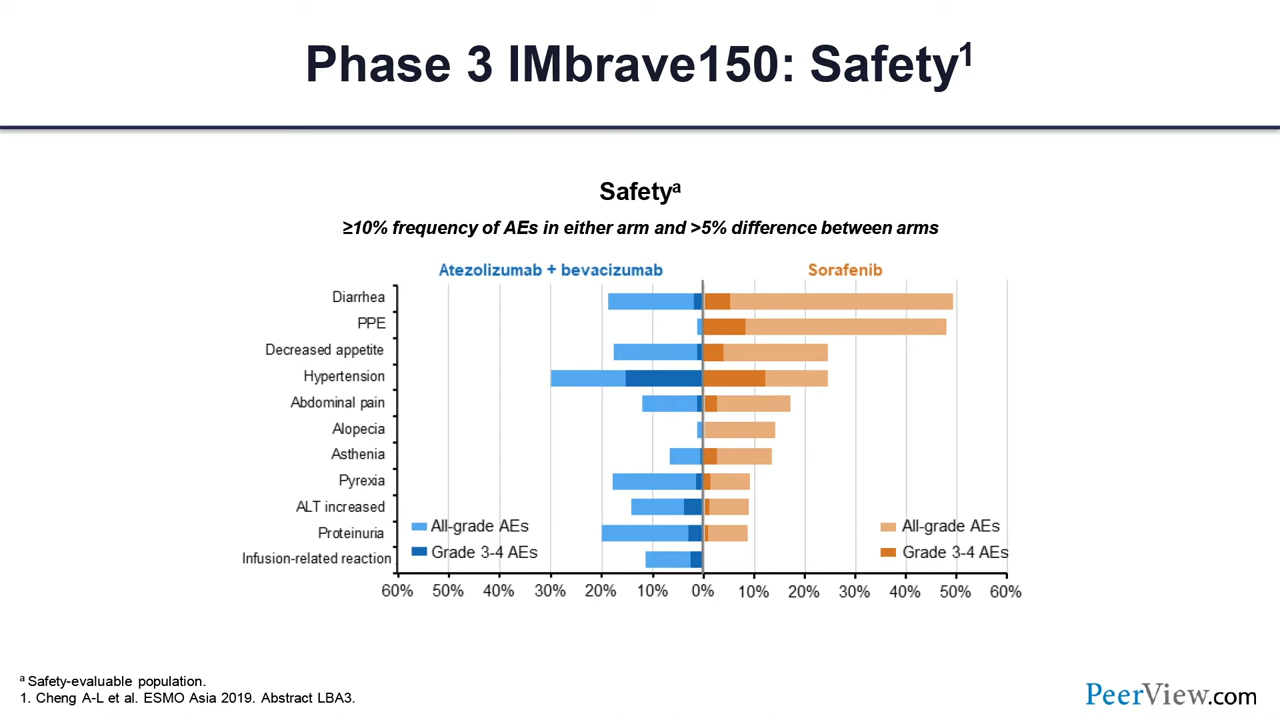 Phase 3 IMbrave150: Safety1
Safetya
≥10% frequency of AEs in either arm and >5% difference between arms
Atezolizumab + bevacizumab
Sorafenib
Diarrhea
PPE
Decreased appetite
Hypertension
Abdominal pain
Alopecia
Asthenia
Pyrexia
ALT increased
Proteinuria
Infusion-related reaction
All-grade AEs
Grade 3-4 AEs
All-grade AEs
Grade 3-4 AEs
60% 50% 40% 30% 20% 10% 0% 10% 20% 30% 40% 50% 60%
a Safety-evaluable population.
1. Cheng A-L et al. ESMO Asia 2019. Abstract LBA3.
PeerView.com